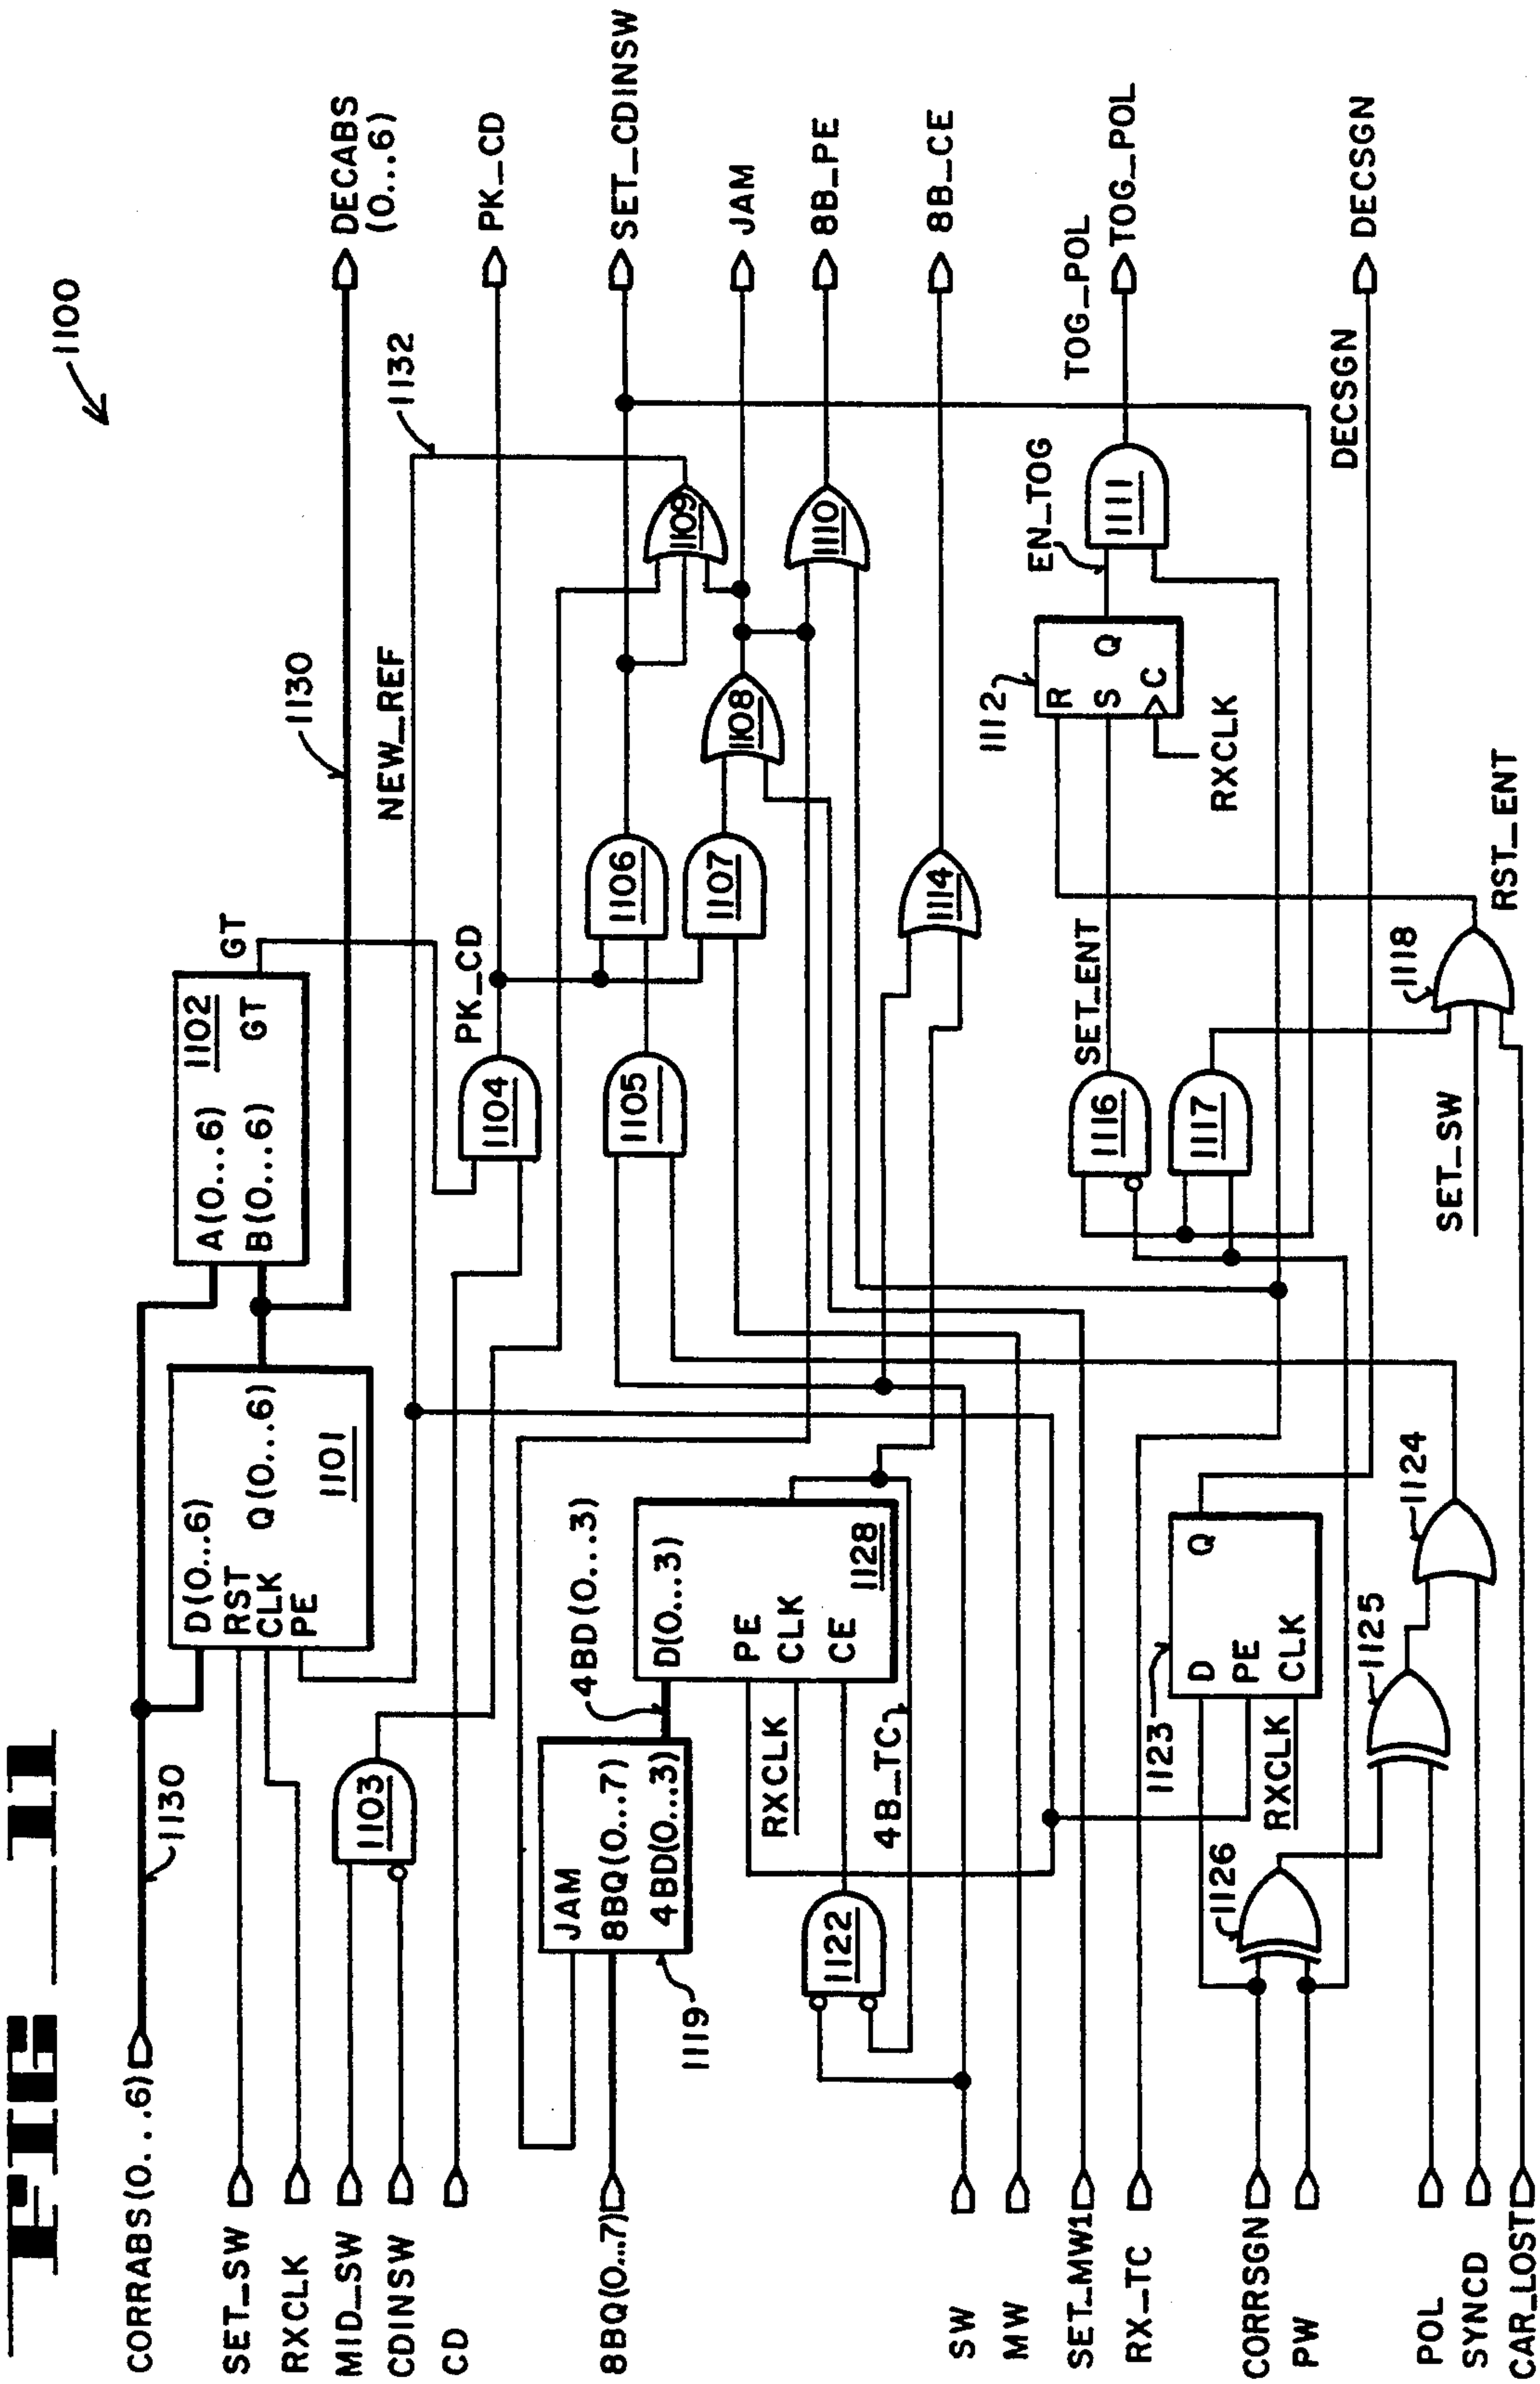 FIG 11
1100
CORRABS(0...6)
SET_SW
RXCLK
MID_SW
CDINSW
CD
8BQ(0...7)
SW
MW
SET_MW1
RX_TC
CORRSGN
PW
POL
SYNCD
CAR_LOST
1130
D(0...6)
RST
CLK
PE
Q(0...6)
1101
A(0...6)
B(0...6)
1102
GT
GT
1130
NEW_REF
1132
1103
PK_CD
1104
1105
1106
1107
1108
1109
1110
JAM
8BQ(0...7)
4BD(0...3)
1119
4BD(0...3)
D(0...3)
PE
CLK
CE
1128
RXCLK
4B_TC
1122
1114
1112
R
S
C
Q
RXCLK
EN_TOG
1111
TOG_POL
SET_ENT
1116
1117
SET_SW
1118
RST_ENT
1123
D
PE
CLK
Q
RXCLK
1126
1125
1124
DECSGN
DECABS
(0...6)
PK_CD
SET_CDINSW
JAM
8B_PE
8B_CE
TOG_POL
DECSGN